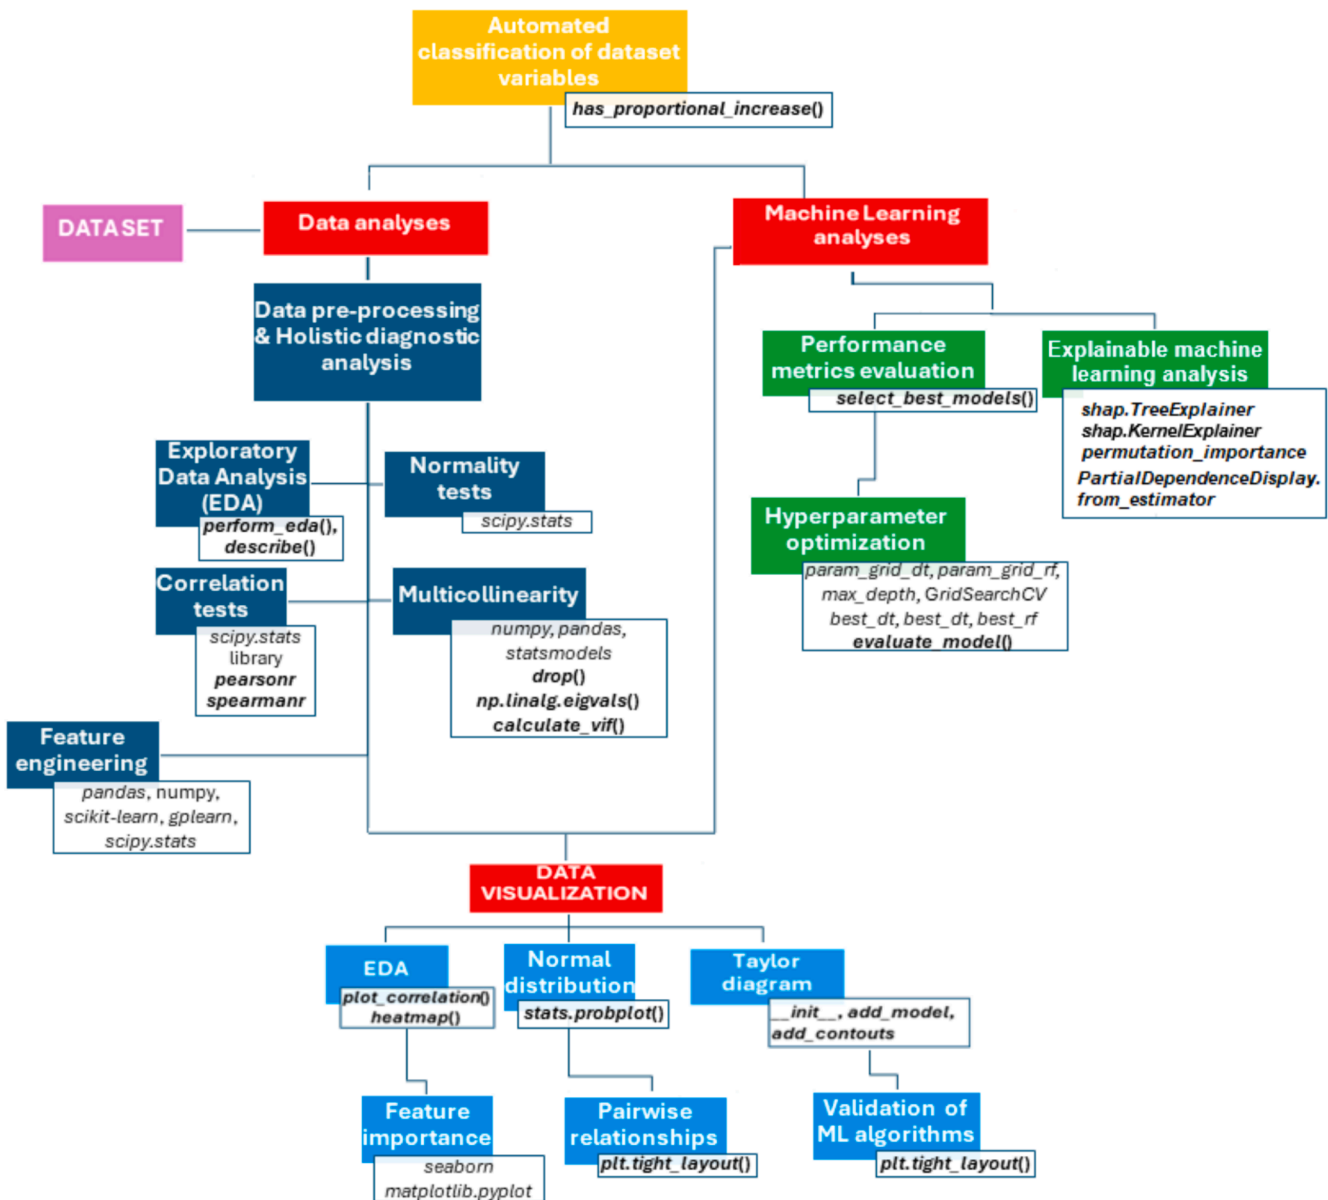 Automated
classification of dataset
variables
has_proportional_increase()
DATASET
Data analyses
Machine Learning
analyses
Data pre-processing
& Holistic diagnostic
analysis
Performance
metrics evaluation
select_best_models()
Explainable machine
learning analysis
shap.TreeExplainer
shap.KernelExplainer
permutation_importance
PartialDependenceDisplay.
from_estimator
Exploratory
Data Analysis
(EDA)
perform_eda(),
describe()
Normality
tests
scipy.stats
Hyperparameter
optimization
param_grid_dt, param_grid_rf,
max_depth, GridSearchCV
best_dt, best_dt, best_rf
evaluate_model()
Correlation
tests
scipy.stats
library
pearsonr
spearmanr
Multicollinearity
numpy, pandas,
statsmodels
drop()
np.linalg.eigvals()
calculate_vif()
Feature
engineering
pandas, numpy,
scikit-learn, gplearn,
scipy.stats
DATA
VISUALIZATION
EDA
plot_correlation()
heatmap()
Normal
distribution
stats.probplot()
Taylor
diagram
__init__, add_model,
add_contouts
Feature
importance
seaborn
matplotlib.pyplot
Pairwise
relationships
plt.tight_layout()
Validation of
ML algorithms
plt.tight_layout()